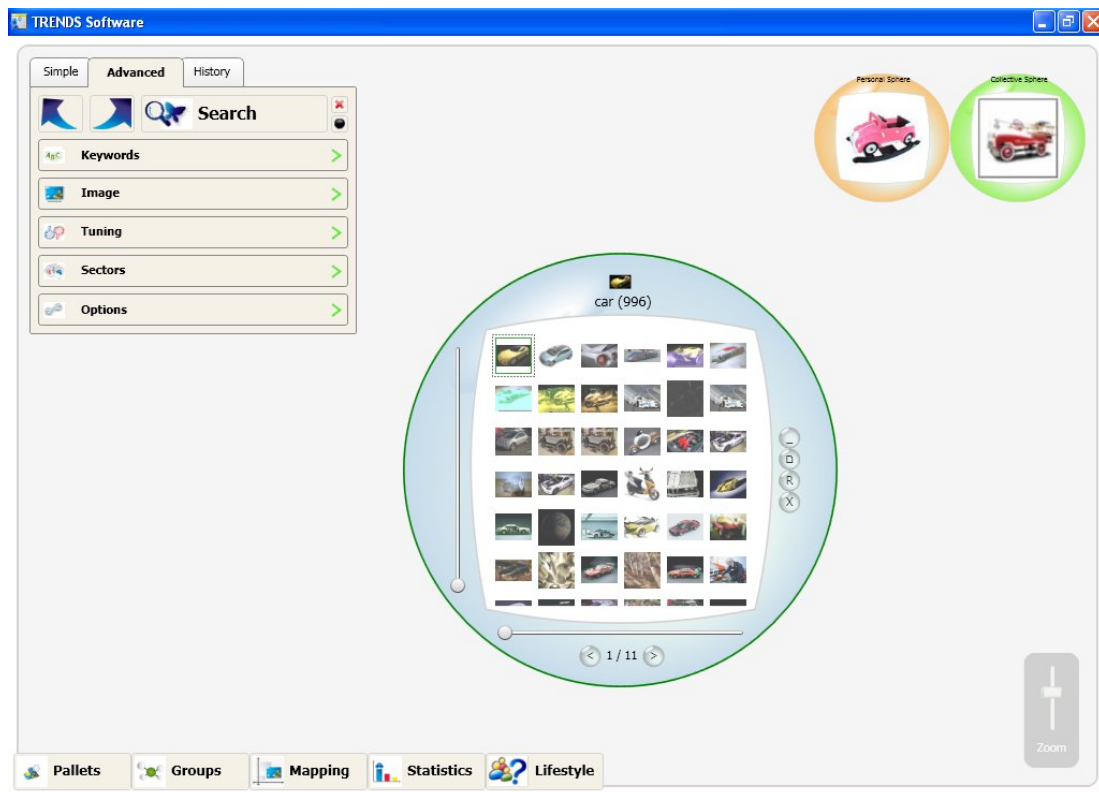 TRENDS Software
Simple
Advanced
History
Search
ABC Keywords
Image
Tuning
Sectors
Options
Personal Sphere
Collective Sphere
car (996)
D
R
X
< 1 / 11 >
Zoom
Pallets
Groups
Mapping
Statistics
Lifestyle